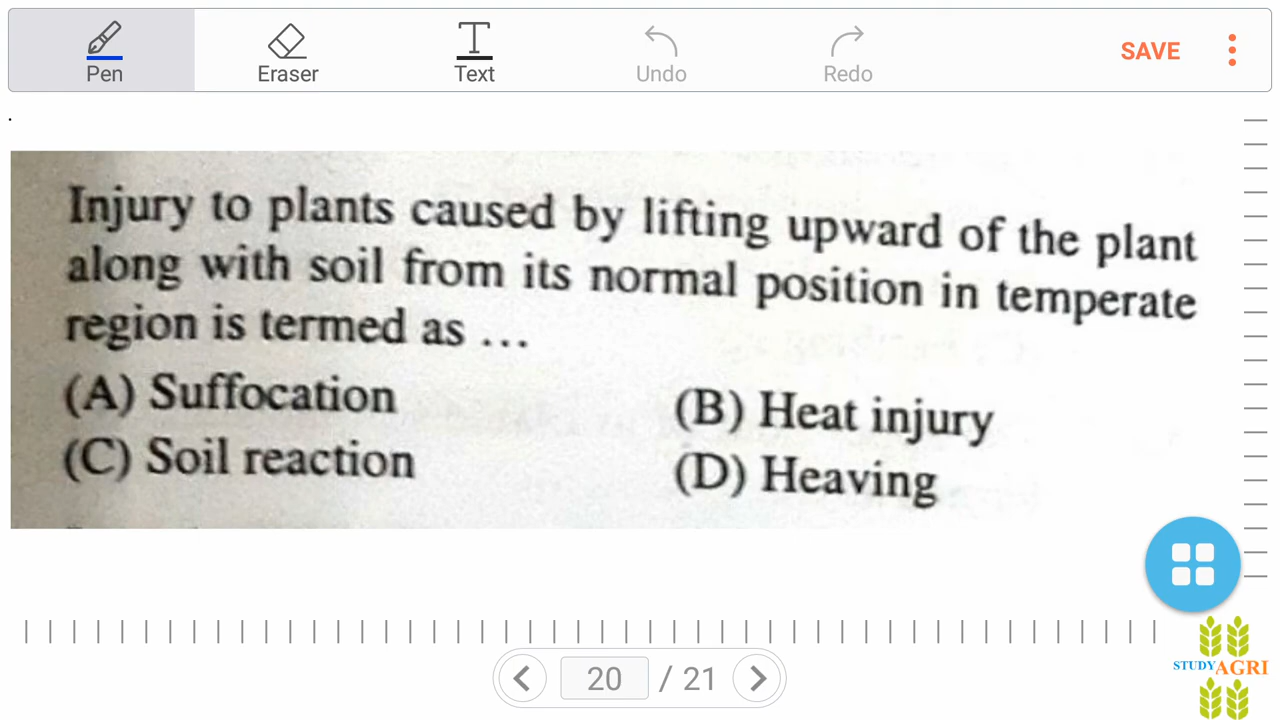 Pen
Eraser
Text
Undo
Redo
SAVE
Injury to plants caused by lifting upward of the plant
along with soil from its normal position in temperate
region is termed as ...
(A) Suffocation (B) Heat injury
(C) Soil reaction (D) Heaving
20 / 21
STUDY AGRI